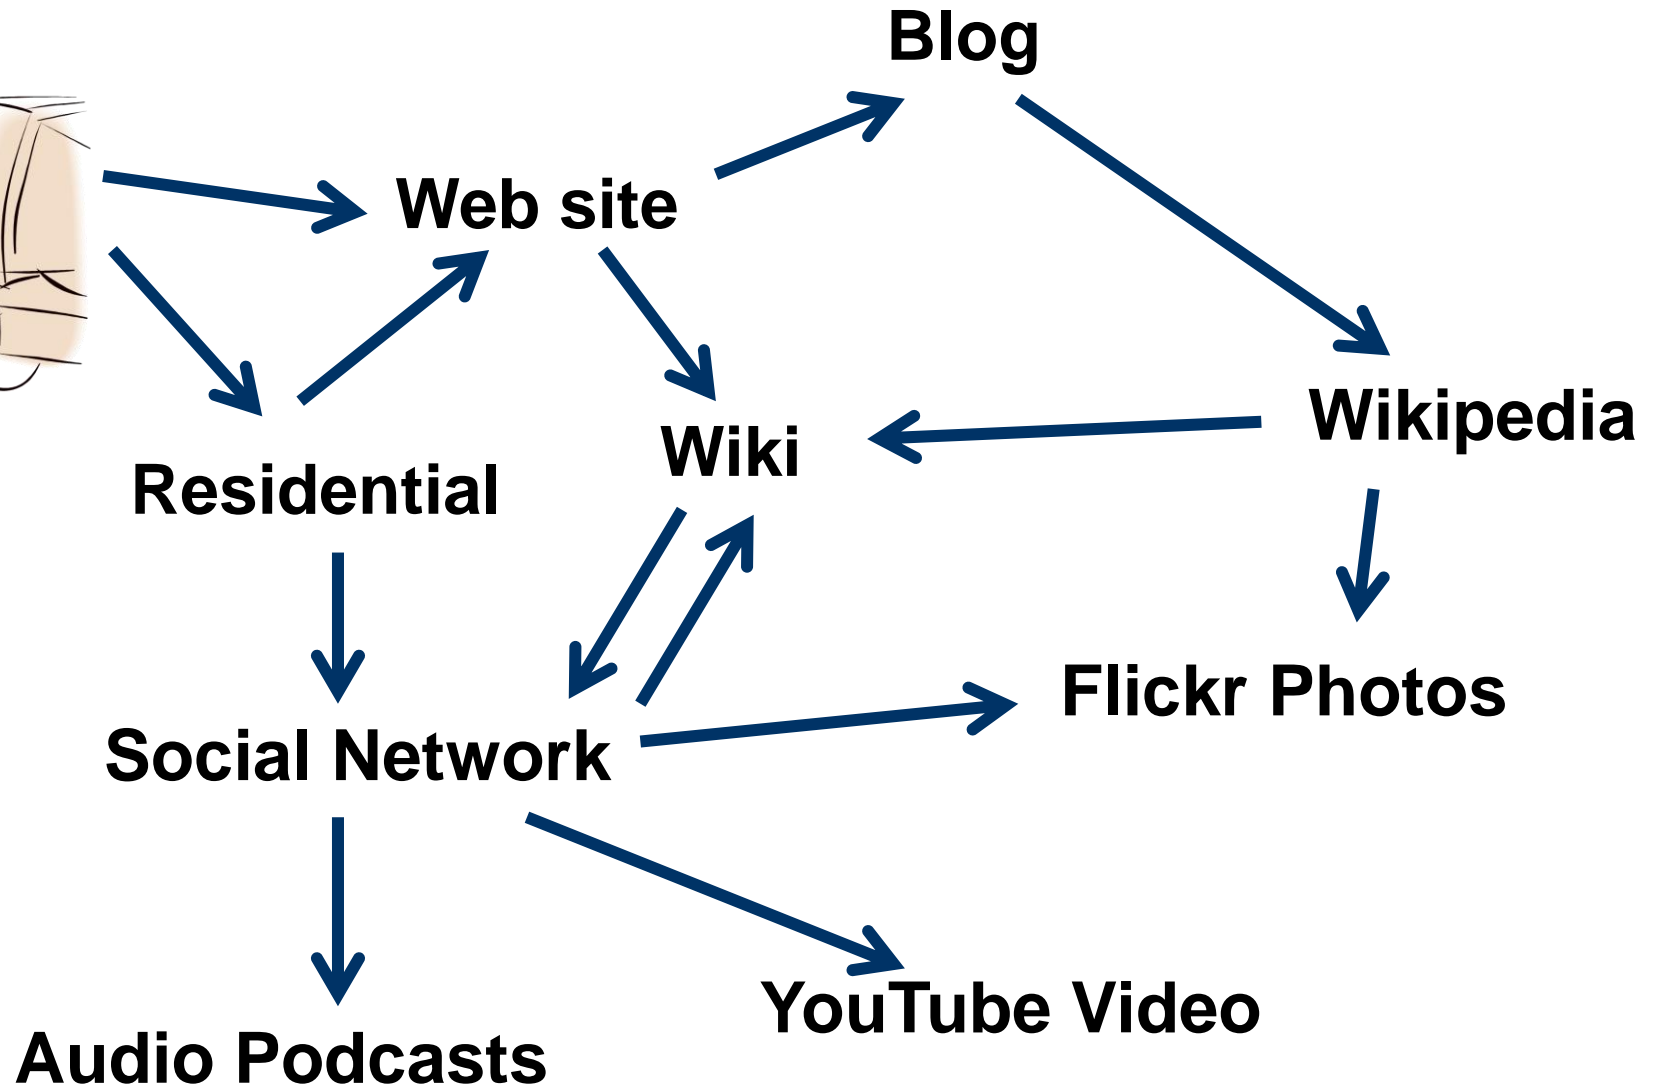 Blog
Web site
Wikipedia
Wiki
Residential
Flickr Photos
Social Network
YouTube Video
Audio Podcasts